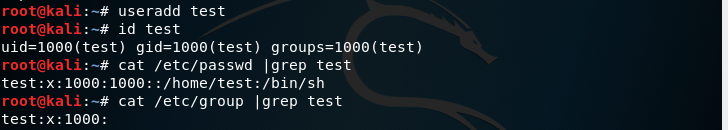 root@kali:~# useradd test
root@kali:~# id test
uid=1000(test) gid=1000(test) groups=1000(test)
root@kali:~# cat /etc/passwd |grep test
test:x:1000:1000::/home/test:/bin/sh
root@kali:~# cat /etc/group |grep test
test:x:1000: